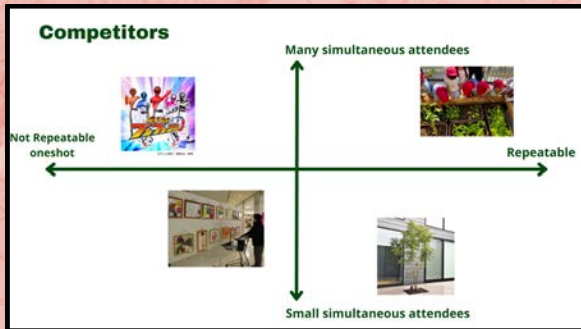 Competitors
Many simultaneous attendees
Not Repeatable
oneshot
Repeatable
Small simultaneous attendees